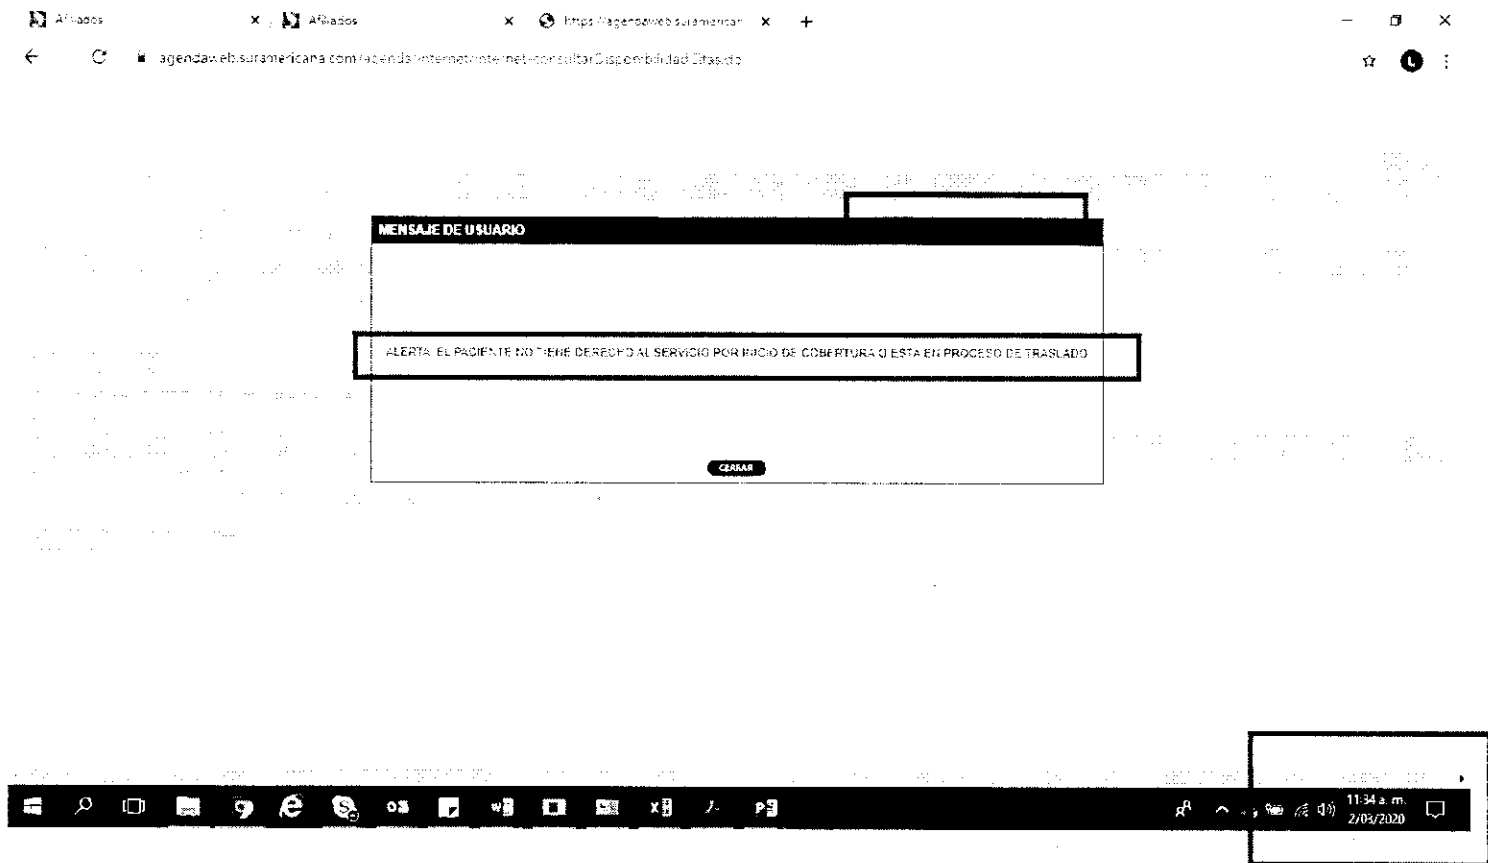 Afiliados
Afiliados
https://agendaweb.suramerican
agendaweb.suramericana.com/agenda/internet/internet-consultarDisponibilidadCitas.do
MENSAJE DE USUARIO
ALERTA: EL PACIENTE NO TIENE DERECHO AL SERVICIO POR INICIO DE COBERTURA O ESTA EN PROCESO DE TRASLADO
CERRAR
11:34 a. m.
2/03/2020